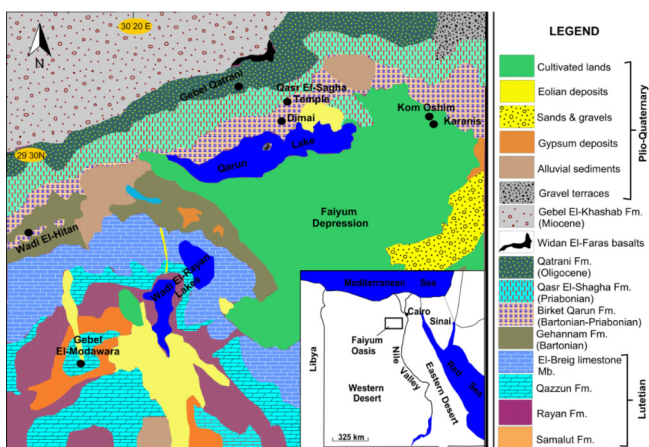 30 20 E
N
Gebel Qatrani
Qasr El-Sagha
Temple
Dimai
Kom Oshim
Karanis
29 30N
Qarun Lake
Faiyum
Depression
Wadi El-Hitan
Wadi El-Rayan
Lakes
Gebel
El-Modawara
Mediterranean Sea
Cairo
Sinai
Faiyum
Oasis
Libya
Nile
Valley
Western
Desert
Eastern Desert
Red Sea
325 km
LEGEND
Cultivated lands
Eolian deposits
Sands & gravels
Gypsum deposits
Alluvial sediments
Gravel terraces
Plio-Quaternary
Gebel El-Khashab Fm.
(Miocene)
Widan El-Faras basalts
Qatrani Fm.
(Oligocene)
Qasr El-Shagha Fm.
(Priabonian)
Birket Qarun Fm.
(Bartonian-Priabonian)
Gehannam Fm.
(Bartonian)
El-Breig limestone
Mb.
Qazzun Fm.
Rayan Fm.
Samalut Fm.
Lutetian